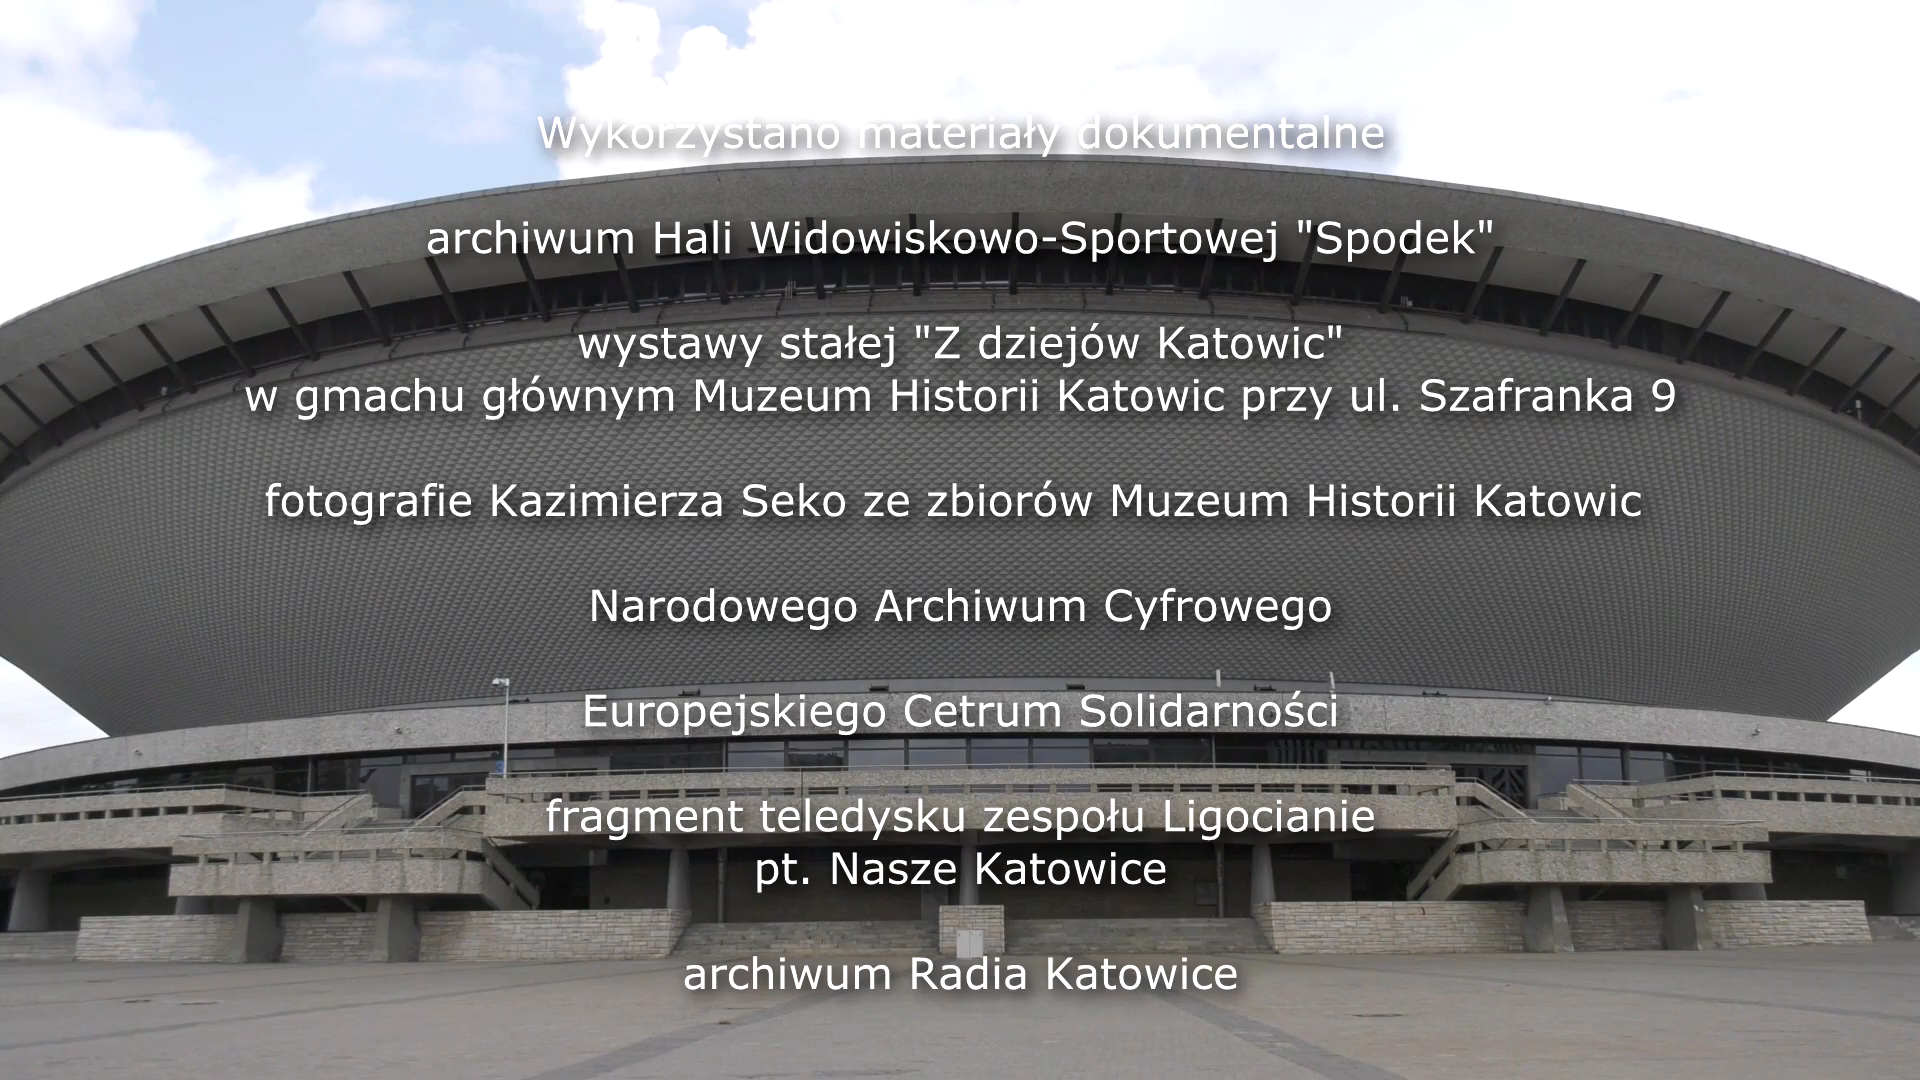 Wykorzystano materiały dokumentalne
archiwum Hali Widowiskowo-Sportowej "Spodek"
wystawy stałej "Z dziejów Katowic"
w gmachu głównym Muzeum Historii Katowic przy ul. Szafranka 9
fotografie Kazimierza Seko ze zbiorów Muzeum Historii Katowic
Narodowego Archiwum Cyfrowego
Europejskiego Cetrum Solidarności
fragment teledysku zespołu Ligocianie
pt. Nasze Katowice
archiwum Radia Katowice